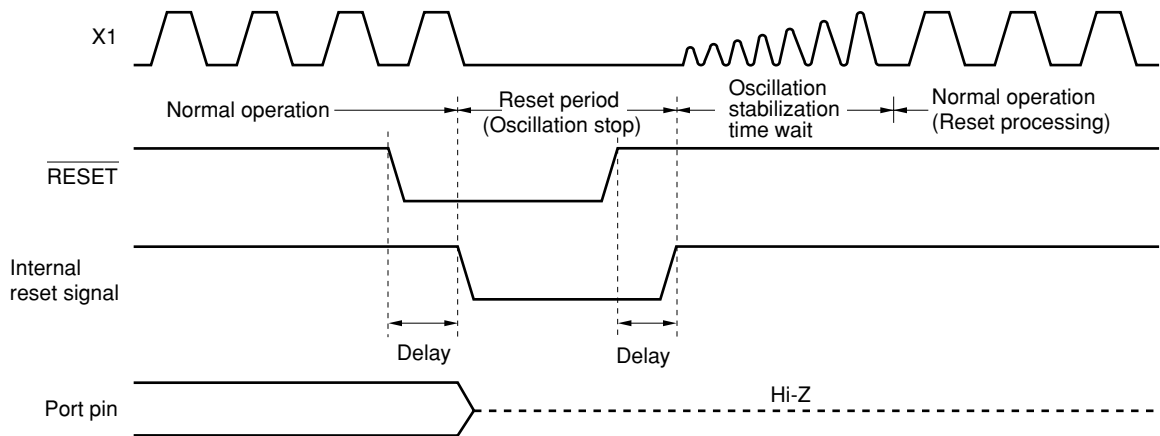 X1
Normal operation
Reset period
(Oscillation stop)
Oscillation
stabilization
time wait
Normal operation
(Reset processing)
RESET
Internal
reset signal
Delay
Delay
Port pin
Hi-Z